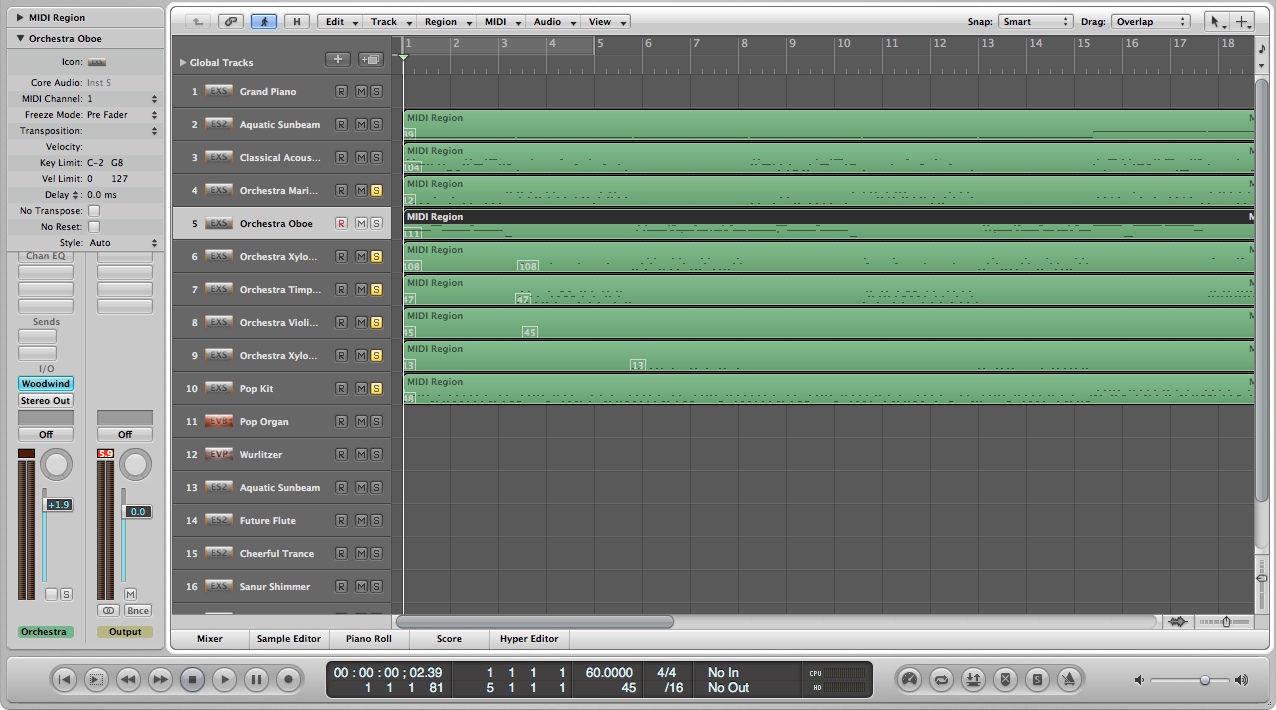 MIDI Region
Orchestra Oboe
Icon:
Core Audio: Inst 5
MIDI Channel: 1
Freeze Mode: Pre Fader
Transposition:
Velocity:
Key Limit: C-2 G8
Vel Limit: 0 127
Delay : 0.0 ms
No Transpose:
No Reset:
Style: Auto
Chan EQ
Sends
I/O
Woodwind
Stereo Out
Off Off
5.9
+1.9 0.0
S M
Bnce
Orchestra Output
H Edit Track Region MIDI Audio View Snap: Smart Drag: Overlap
Global Tracks
1 2 3 4 5 6 7 8 9 10 11 12 13 14 15 16 17 18
1 EXS Grand Piano R M S
2 ES2 Aquatic Sunbeam R M S MIDI Region M
3 EXS Classical Acous... R M S MIDI Region M
104
4 EXS Orchestra Mari... R M S MIDI Region M
12
5 EXS Orchestra Oboe R M S MIDI Region M
111
6 EXS Orchestra Xylo... R M S MIDI Region M
108 108
7 EXS Orchestra Timp... R M S MIDI Region M
47 47
8 EXS Orchestra Violi... R M S MIDI Region M
45 45
9 EXS Orchestra Xylo... R M S MIDI Region M
13 13
10 EXS Pop Kit R M S MIDI Region M
11 EVB Pop Organ R M S
12 EVP Wurlitzer R M S
13 ES2 Aquatic Sunbeam R M S
14 ES2 Future Flute R M S
15 ES2 Cheerful Trance R M S
16 EXS Sanur Shimmer R M S
Mixer Sample Editor Piano Roll Score Hyper Editor
00 : 00 : 00 ; 02.39 1 1 1 1 60.0000 4/4 No In CPU
1 1 1 81 5 1 1 1 45 /16 No Out HD
S